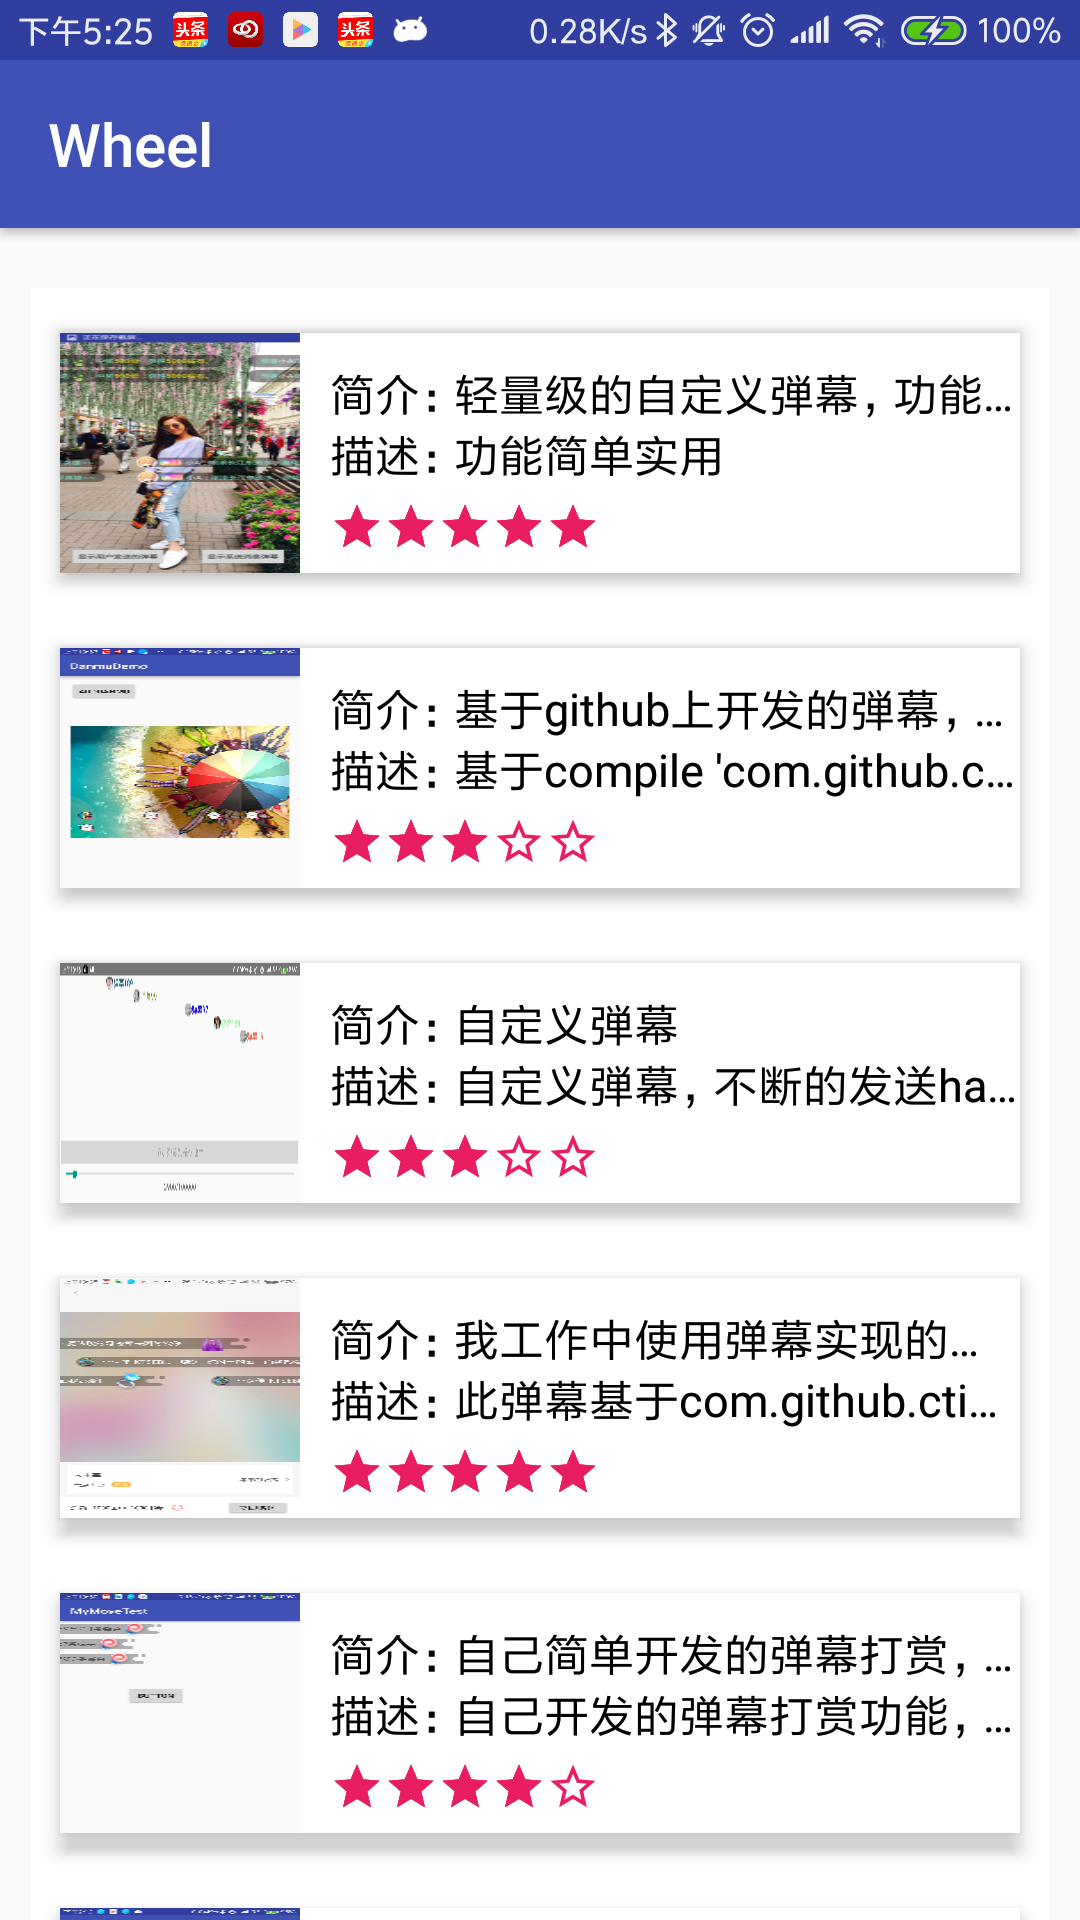 下午5:25
头条
头条
0.28K/s
100%
Wheel
简介：轻量级的自定义弹幕，功能...
描述：功能简单实用
DanmuDemo
简介：基于github上开发的弹幕，...
描述：基于compile 'com.github.c...
简介：自定义弹幕
描述：自定义弹幕，不断的发送ha...
简介：我工作中使用弹幕实现的...
描述：此弹幕基于com.github.cti...
MyMoveTest
简介：自己简单开发的弹幕打赏，...
描述：自己开发的弹幕打赏功能，...